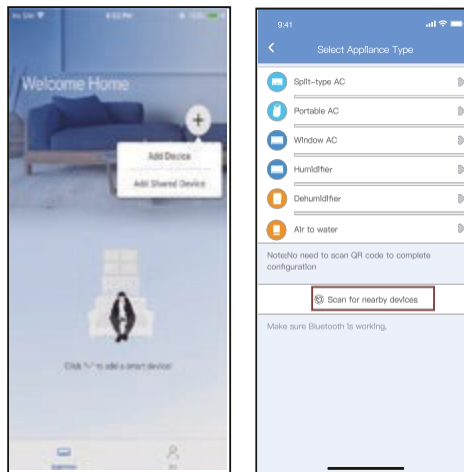 Welcome Home
+
Add Device
Add Shared Device
to add a smart device
9:41
Select Appliance Type
Split-type AC
Portable AC
Window AC
Humidifier
Dehumidifier
Air to water
Note:No need to scan QR code to complete
configuration
Scan for nearby devices
Make sure Bluetooth is working.